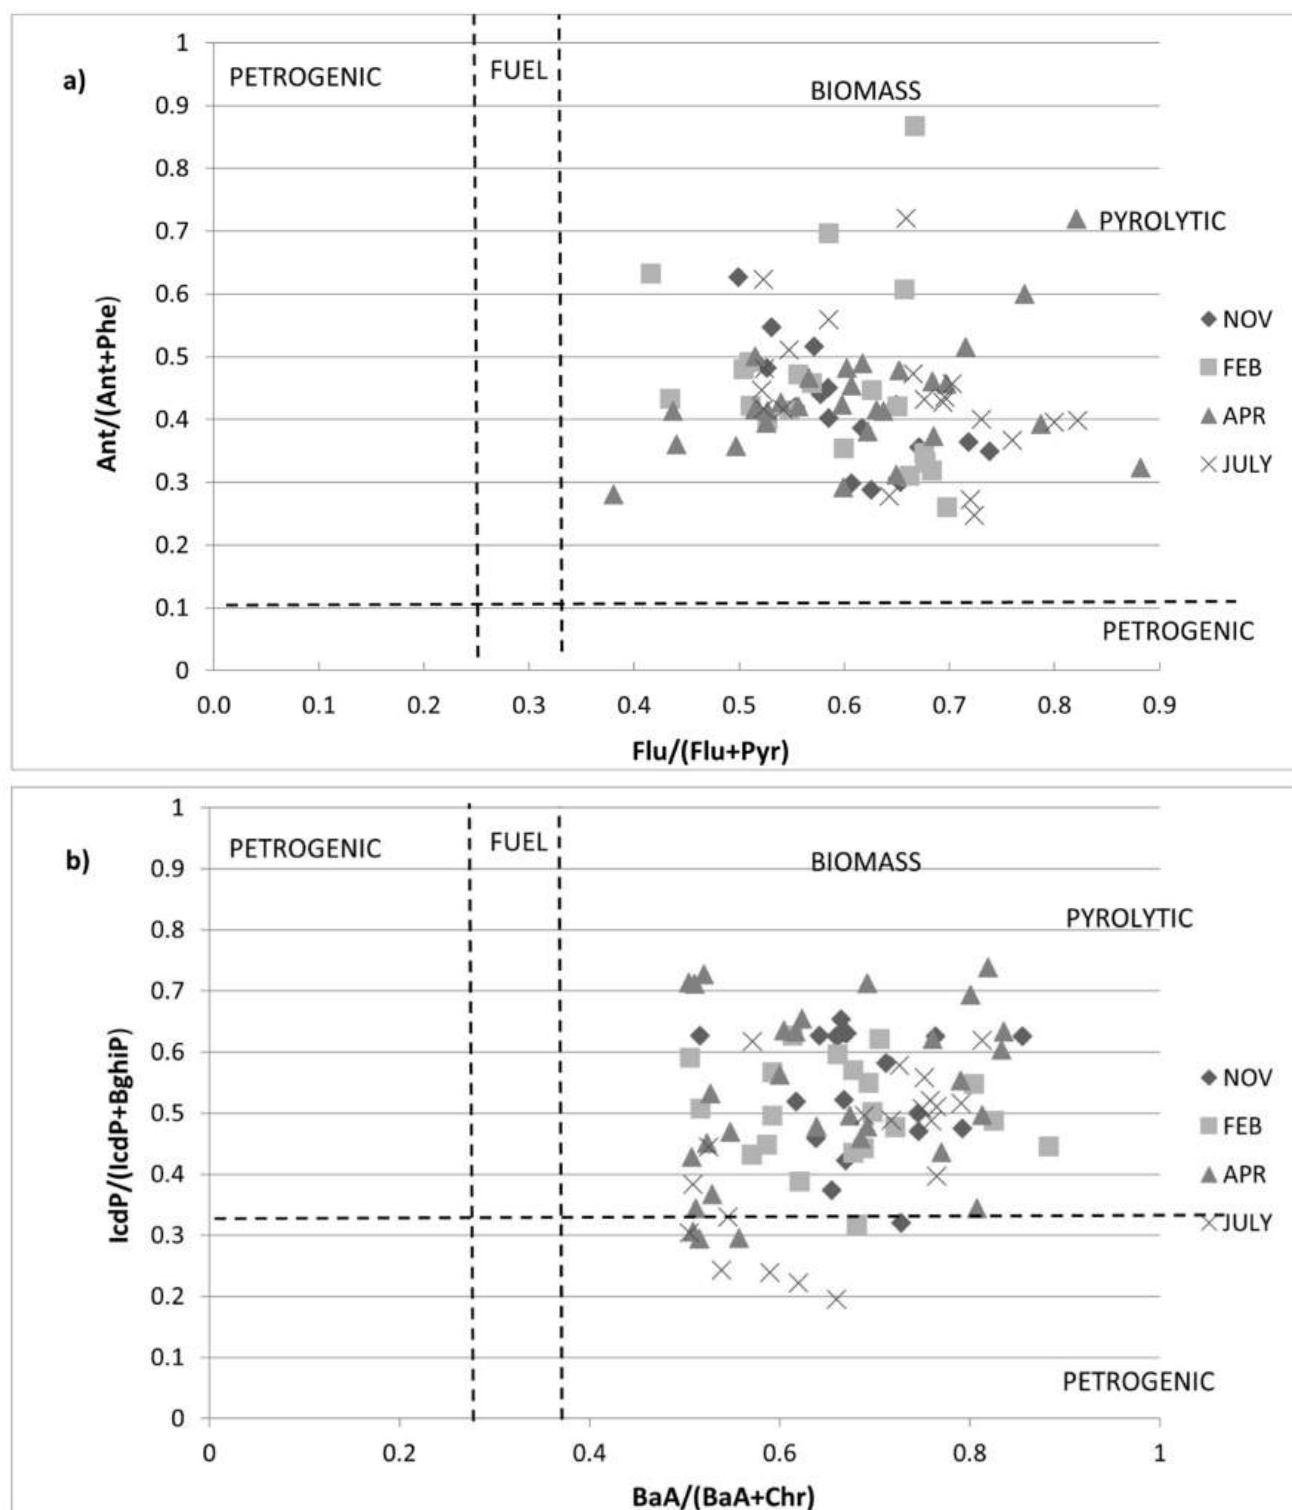 a)
PETROGENIC
FUEL
BIOMASS
PYROLYTIC
PETROGENIC
1
0.9
0.8
0.7
0.6
0.5
0.4
0.3
0.2
0.1
0
Ant/(Ant+Phe)
0.0 0.1 0.2 0.3 0.4 0.5 0.6 0.7 0.8 0.9
Flu/(Flu+Pyr)
NOV
FEB
APR
JULY
b)
PETROGENIC
FUEL
BIOMASS
PYROLYTIC
PETROGENIC
1
0.9
0.8
0.7
0.6
0.5
0.4
0.3
0.2
0.1
0
IcdP/(IcdP+BghiP)
0 0.2 0.4 0.6 0.8 1
BaA/(BaA+Chr)
NOV
FEB
APR
JULY